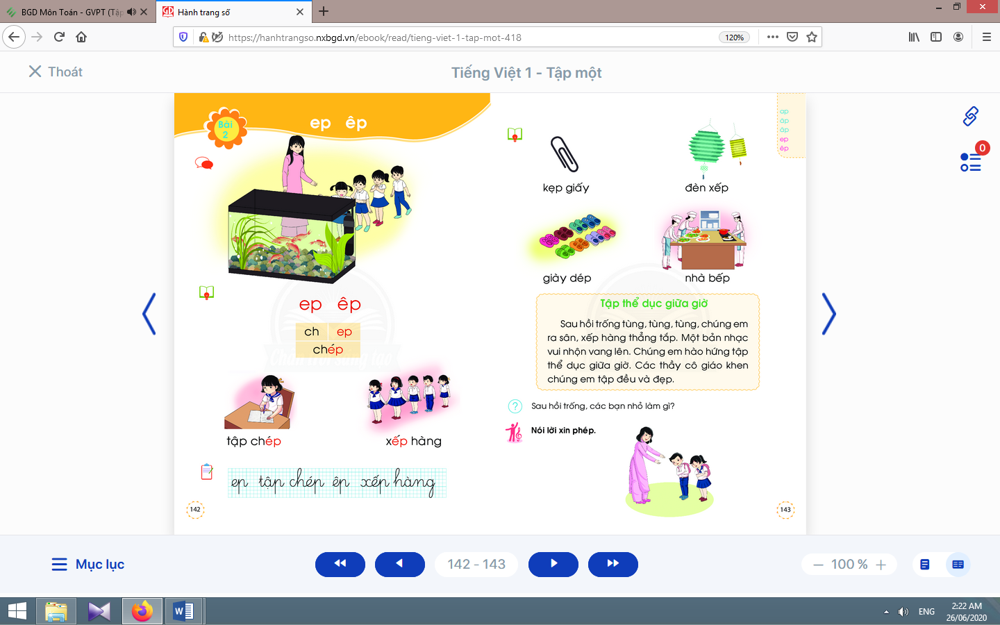 BGD Môn Toán - GVPT (Tập
Hành trang số
https://hanhtrangso.nxbgd.vn/ebook/read/tieng-viet-1-tap-mot-418
120%
Thoát
Tiếng Việt 1 - Tập một
Bài
2
ep êp
ep êp
ch ep
chép
Chân trời sáng tạo
tập chép
xếp hàng
ep tập chép êp xếp hàng
142
ap
ep
êp
kẹp giấy
đèn xếp
giày dép
nhà bếp
Tập thể dục giữa giờ
Sau hồi trống tùng, tùng, tùng, chúng em
ra sân, xếp hàng thẳng tắp. Một bản nhạc
vui nhộn vang lên. Chúng em hào hứng tập
thể dục giữa giờ. Các thầy cô giáo khen
chúng em tập đều và đẹp.
?
Sau hồi trống, các bạn nhỏ làm gì?
Nói lời xin phép.
143
0
Mục lục
142 - 143
100 %
W
ENG
2:22 AM
26/06/2020